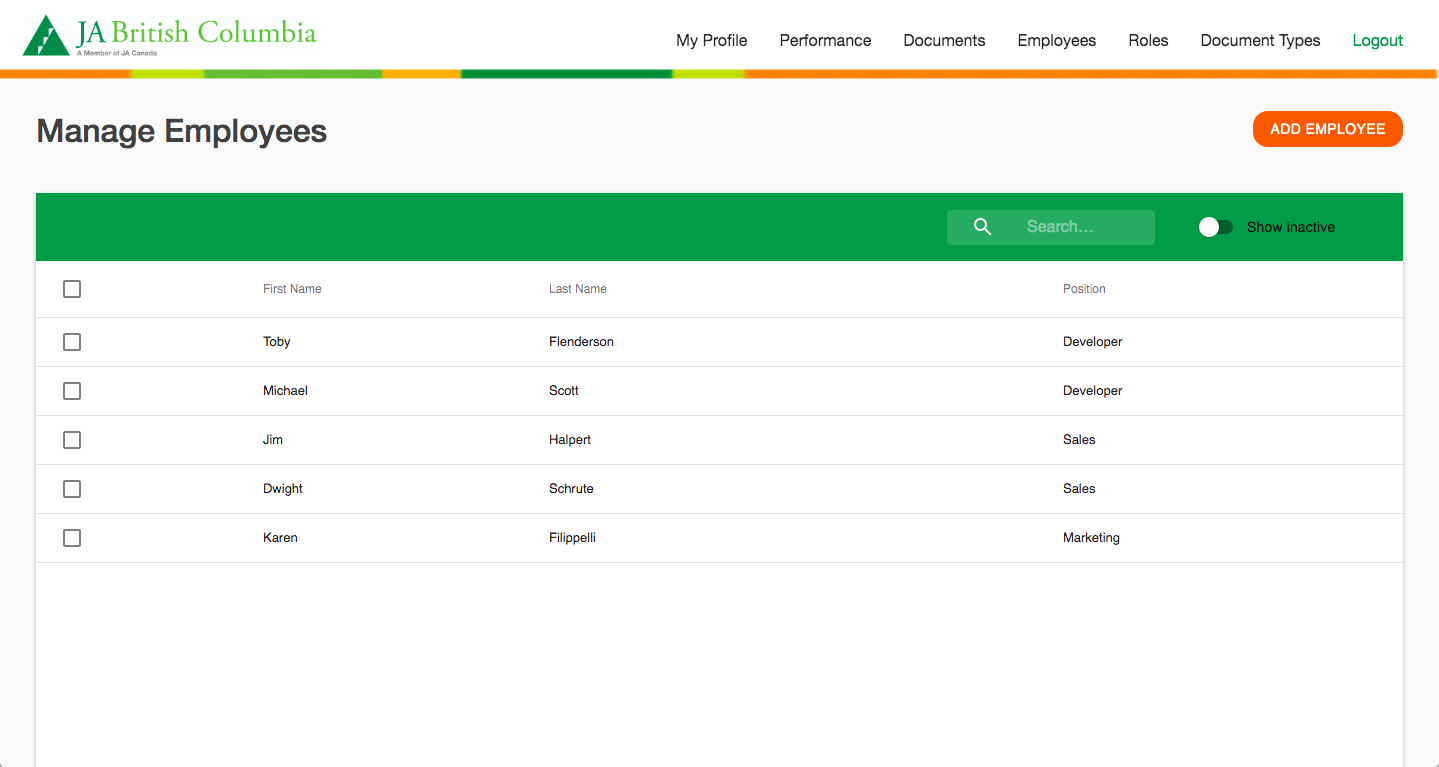 JA British Columbia
A Member of JA Canada
My Profile Performance Documents Employees Roles Document Types Logout
Manage Employees
ADD EMPLOYEE
Search...
Show inactive
First Name Last Name Position
Toby Flenderson Developer
Michael Scott Developer
Jim Halpert Sales
Dwight Schrute Sales
Karen Filippelli Marketing